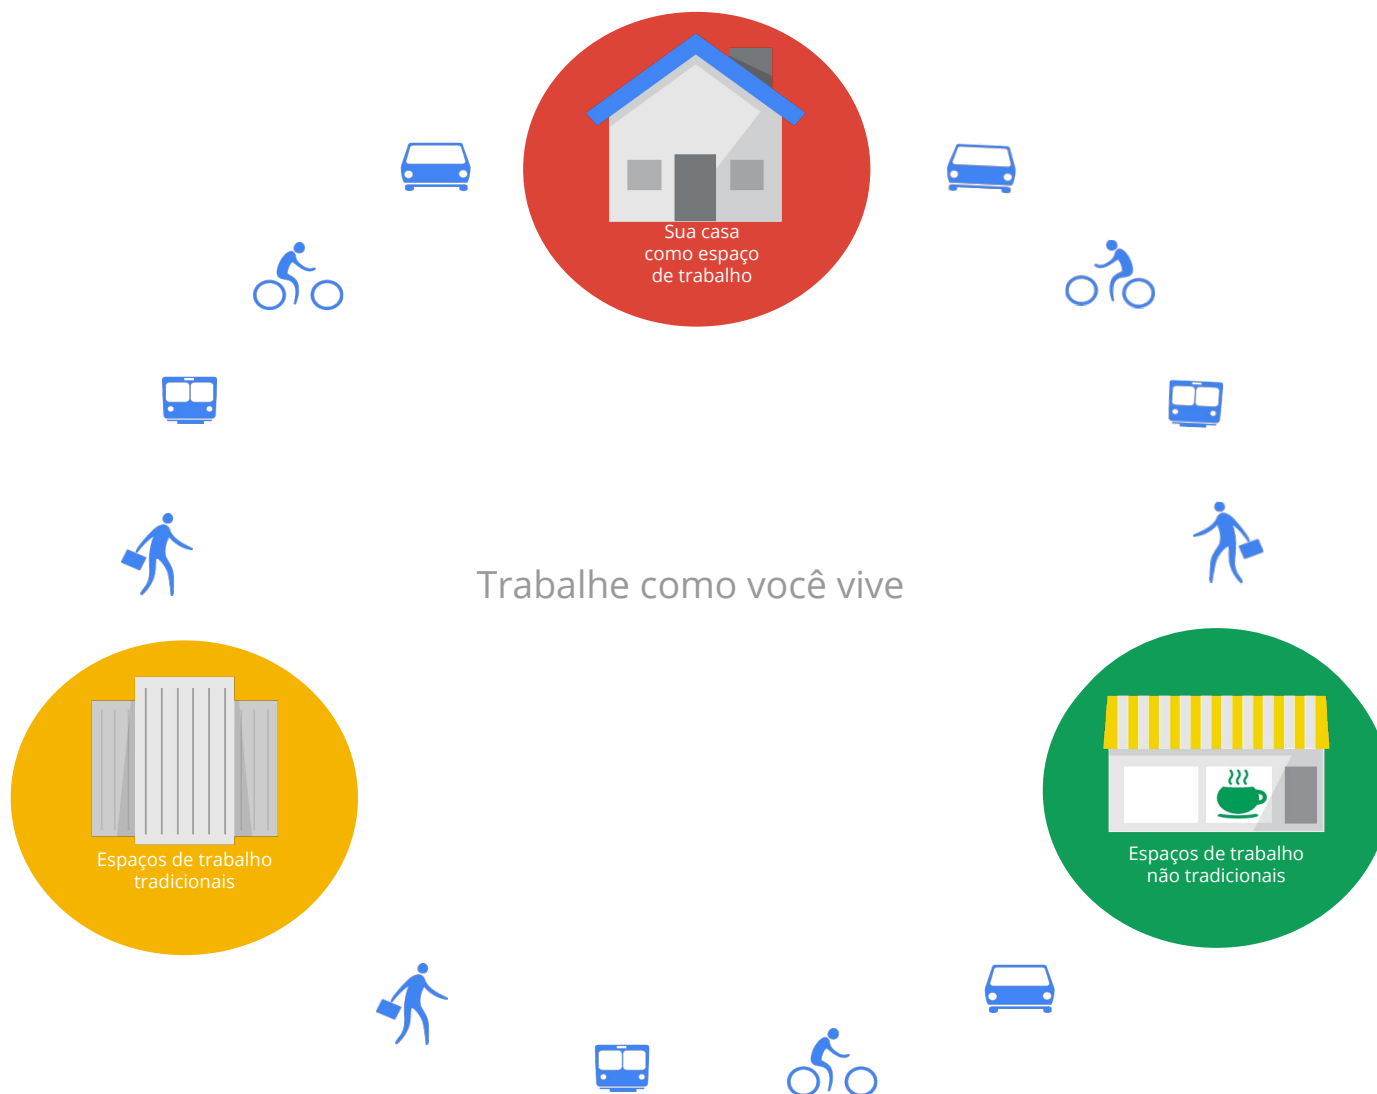 Sua casa
como espaço
de trabalho
Trabalhe como você vive
Espaços de trabalho
tradicionais
Espaços de trabalho
não tradicionais